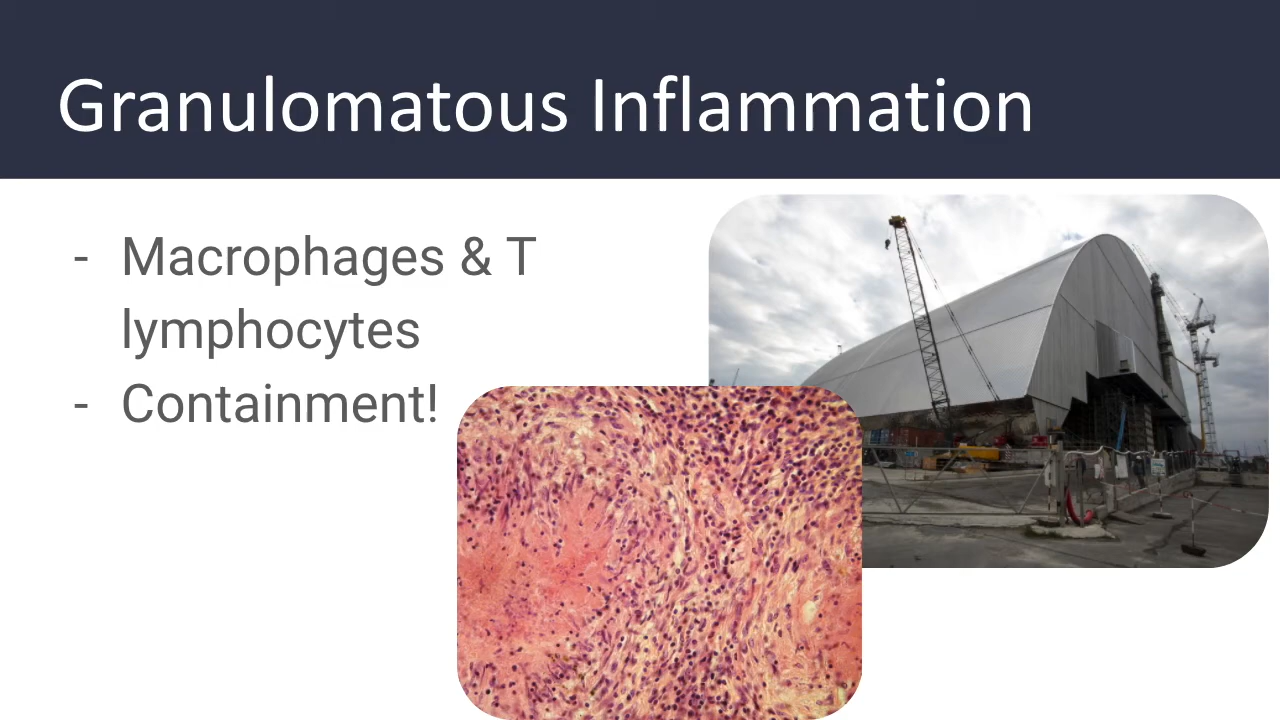 Granulomatous Inflammation
- Macrophages & T
lymphocytes
- Containment!